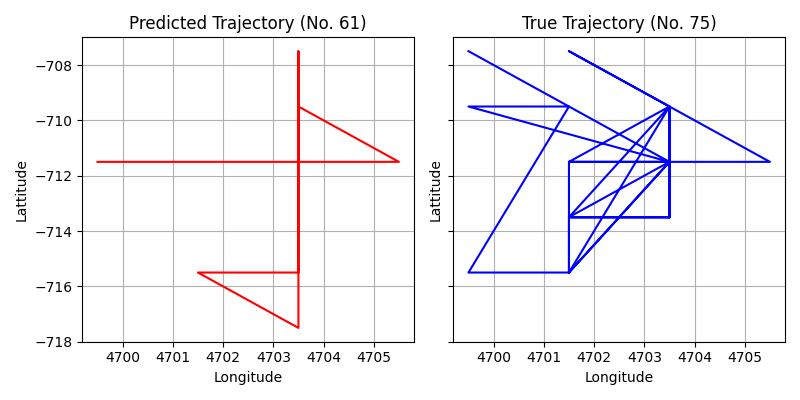 Predicted Trajectory (No. 61)
True Trajectory (No. 75)
Lattitude
−708
−710
−712
−714
−716
−718
4700 4701 4702 4703 4704 4705
Longitude
Lattitude
4700 4701 4702 4703 4704 4705
Longitude